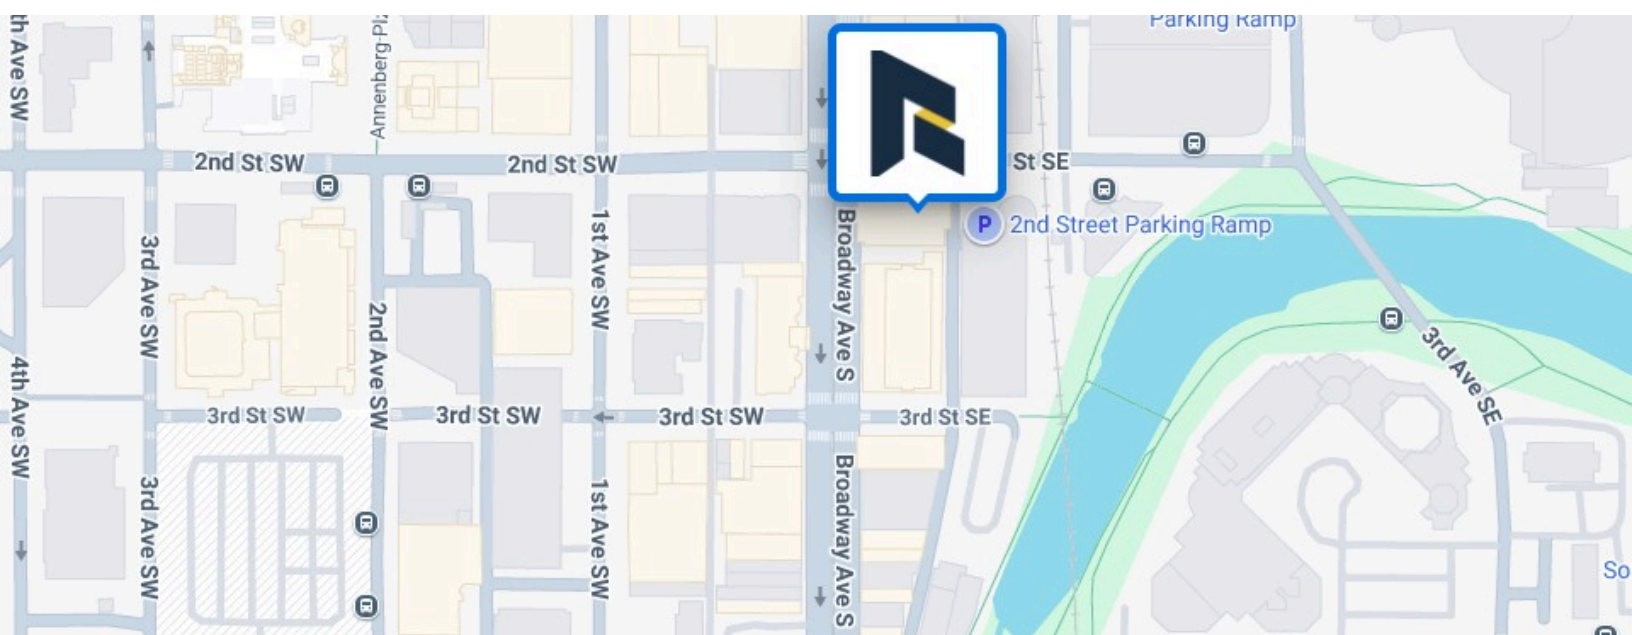 Parking Ramp
th Ave SW
Annenberg Pl
2nd St SW
2nd St SW
St SE
P 2nd Street Parking Ramp
3rd Ave SW
1st Ave SW
Broadway Ave S
2nd Ave SW
4th Ave SW
3rd Ave SE
3rd St SW
3rd St SW
3rd St SW
3rd St SE
3rd Ave SW
1st Ave SW
Broadway Ave S
So